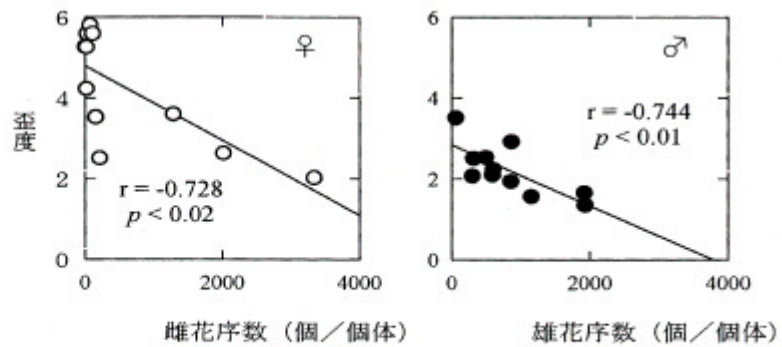 歪度
6
4
2
0
♀
r = -0.728
p < 0.02
0 2000 4000
雌花序数（個／個体）
6
4
2
0
♂
r = -0.744
p < 0.01
0 2000 4000
雄花序数（個／個体）